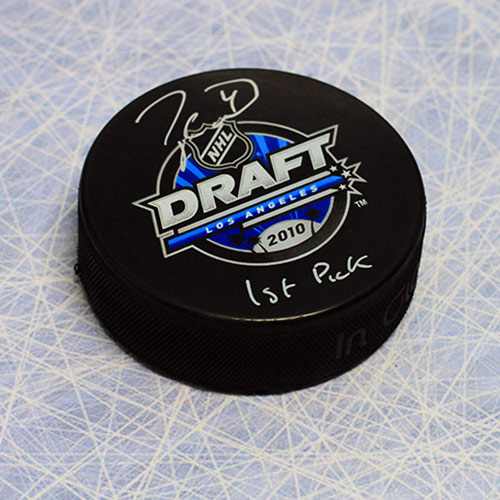 NHL
DRAFT
LOS ANGELES
2010
TM
1st Pick